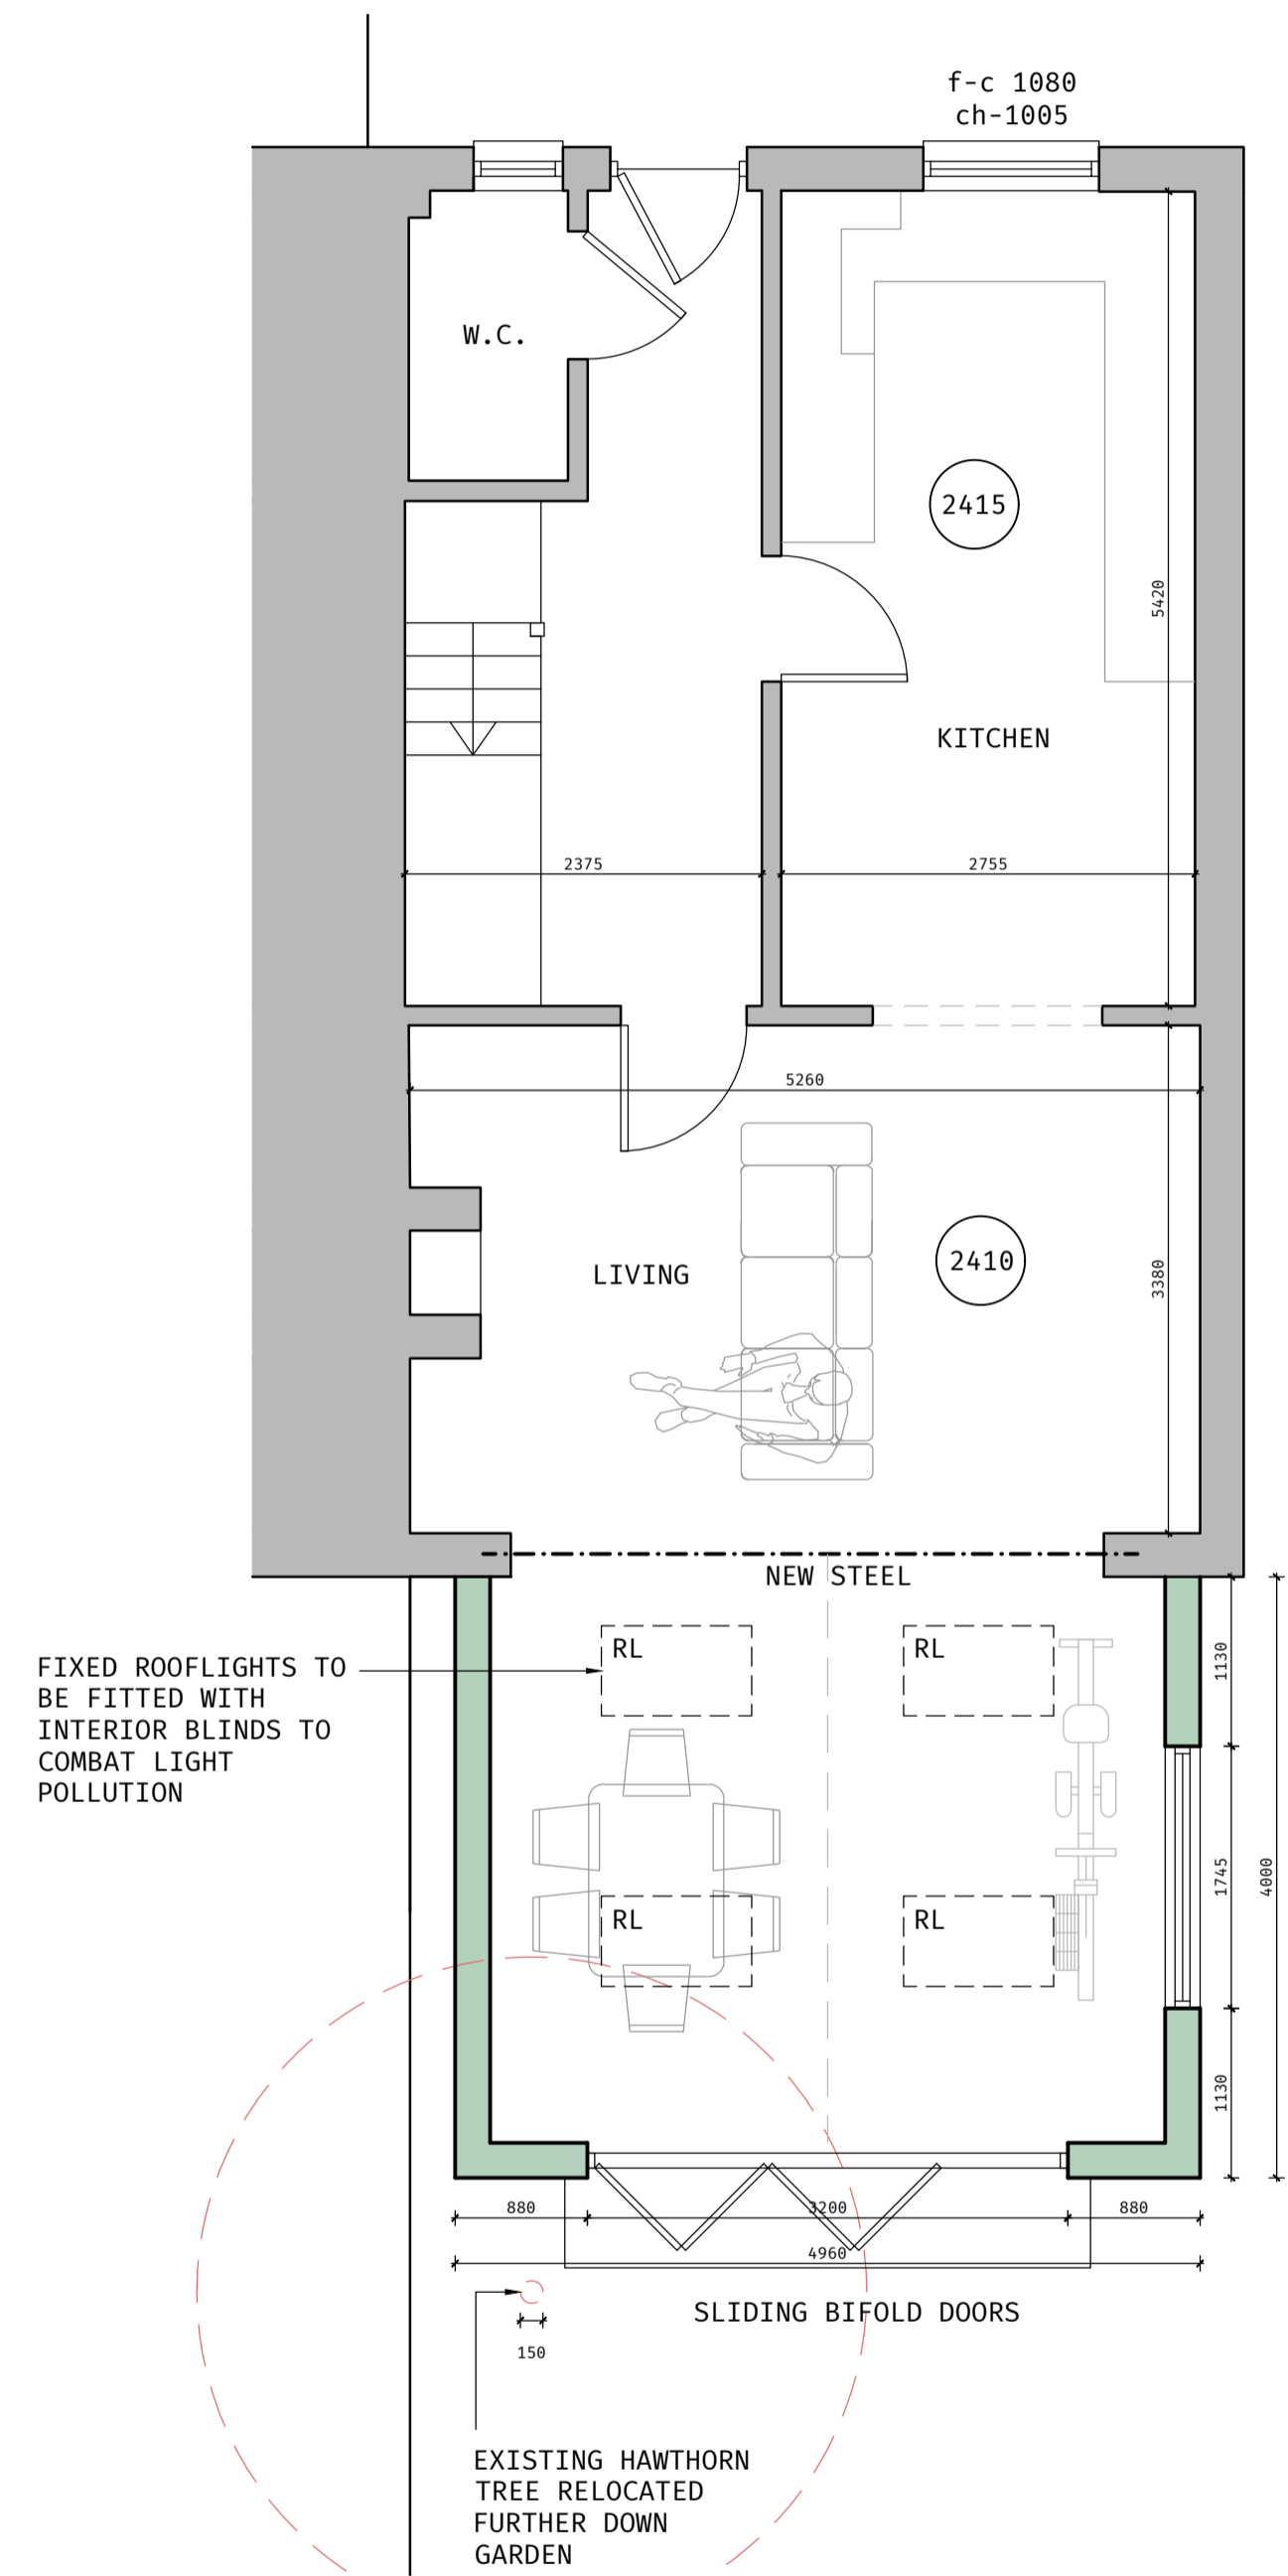 f-c 1080
ch-1005
W.C.
2415
5420
KITCHEN
2375
2755
5260
2410
LIVING
3380
NEW STEEL
RL
RL
1130
FIXED ROOFLIGHTS TO
BE FITTED WITH
INTERIOR BLINDS TO
COMBAT LIGHT
POLLUTION
1745
4000
RL
RL
1130
880
3200
880
4960
SLIDING BIFOLD DOORS
150
EXISTING HAWTHORN
TREE RELOCATED
FURTHER DOWN
GARDEN